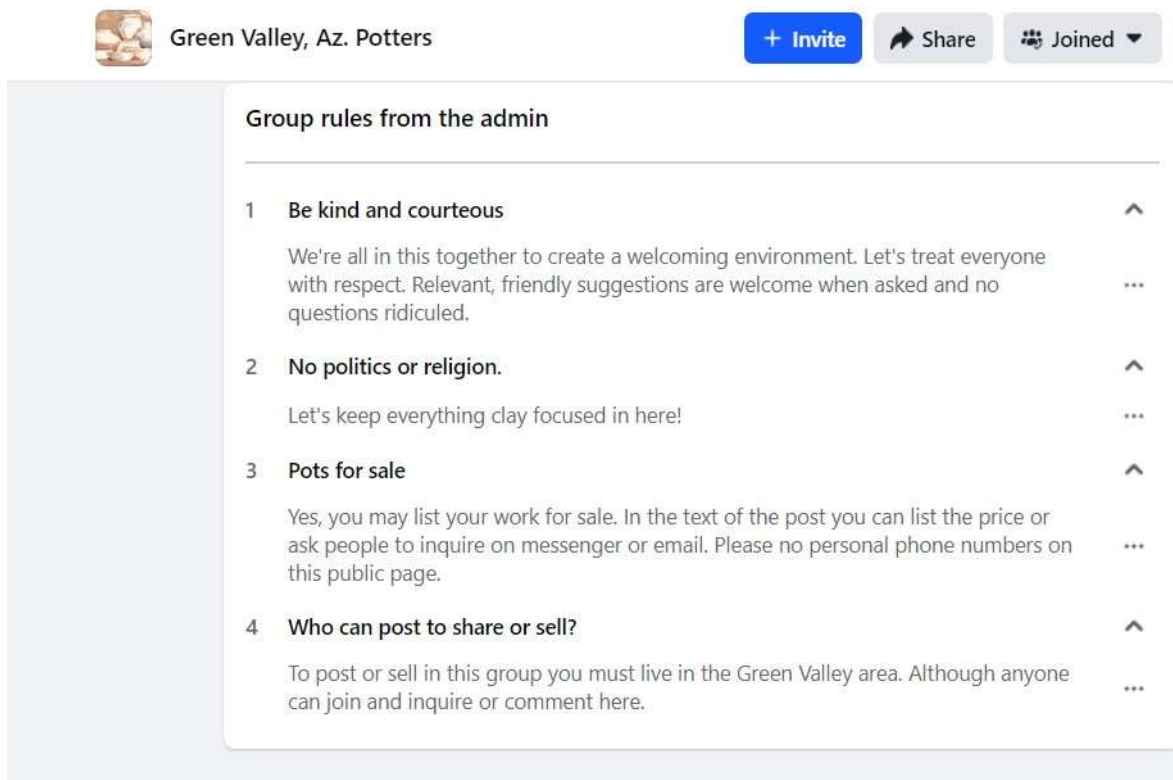 Green Valley, Az. Potters
+ Invite
Share
Joined
Group rules from the admin
1 Be kind and courteous
We're all in this together to create a welcoming environment. Let's treat everyone
with respect. Relevant, friendly suggestions are welcome when asked and no
questions ridiculed.
2 No politics or religion.
Let's keep everything clay focused in here!
3 Pots for sale
Yes, you may list your work for sale. In the text of the post you can list the price or
ask people to inquire on messenger or email. Please no personal phone numbers on
this public page.
4 Who can post to share or sell?
To post or sell in this group you must live in the Green Valley area. Although anyone
can join and inquire or comment here.